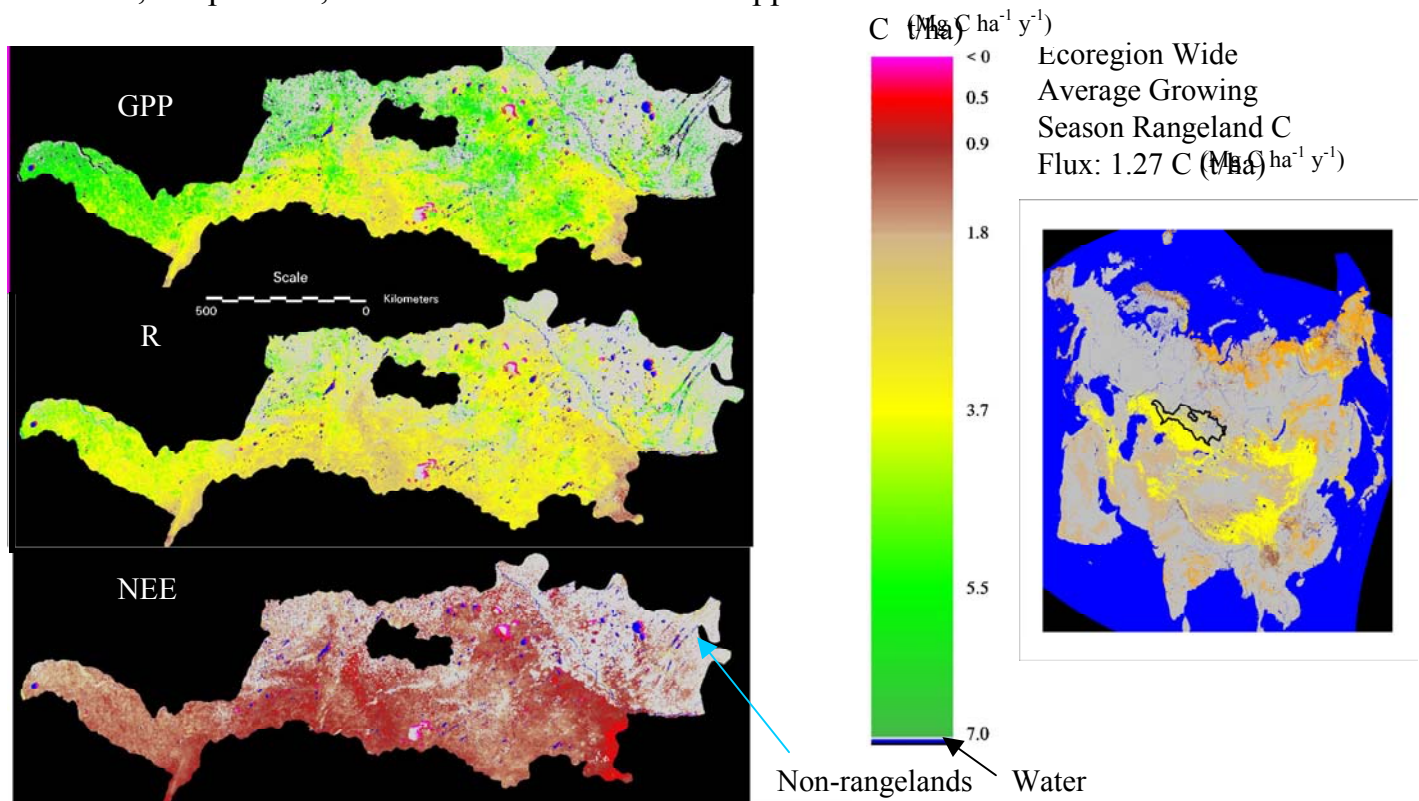 GPP
Scale
500 0 Kilometers
R
NEE
C (t/ha) (Mg C ha-1 y-1)
< 0
0.5
0.9
1.8
3.7
5.5
7.0
Ecoregion Wide
Average Growing
Season Rangeland C
Flux: 1.27 C (t/ha) (Mg C ha-1 y-1)
Non-rangelands
Water